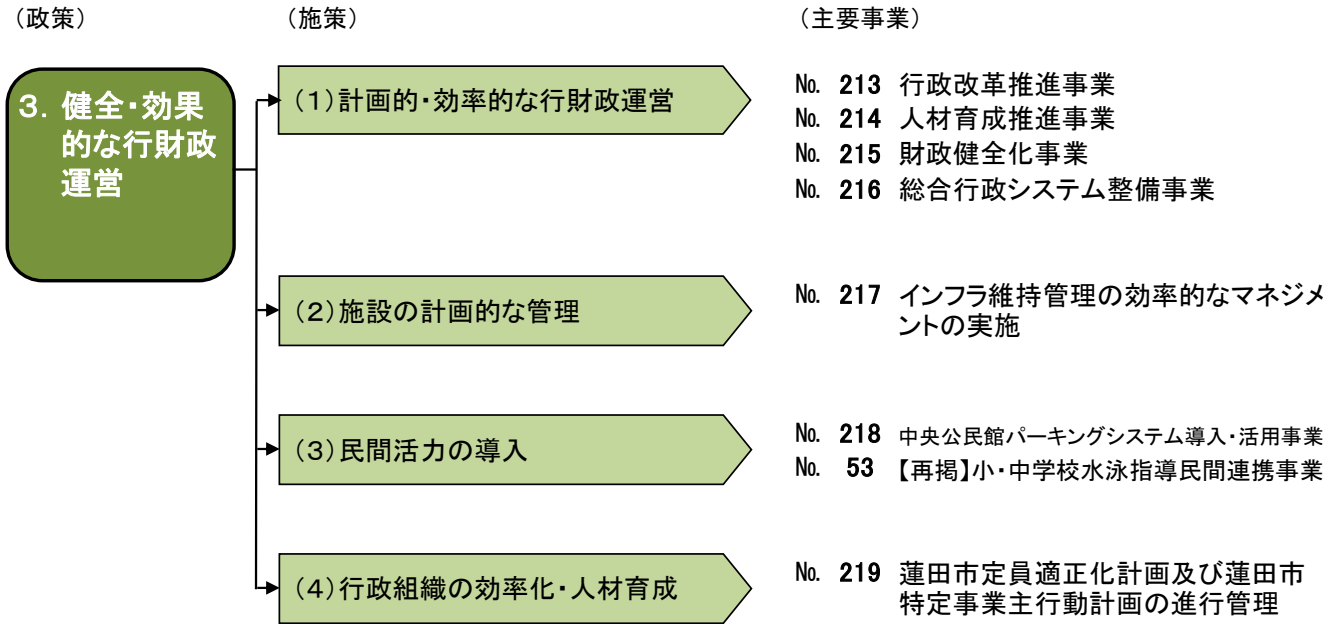 (政策)
(施策)
(主要事業)
3. 健全・効果
的な行財政
運営
(1)計画的・効率的な行財政運営
№ 213 行政改革推進事業
№ 214 人材育成推進事業
№ 215 財政健全化事業
№ 216 総合行政システム整備事業
(2)施設の計画的な管理
№ 217 インフラ維持管理の効率的なマネジメ
ントの実施
(3)民間活力の導入
№ 218 中央公民館パーキングシステム導入・活用事業
№ 53 【再掲】小・中学校水泳指導民間連携事業
(4)行政組織の効率化・人材育成
№ 219 蓮田市定員適正化計画及び蓮田市
特定事業主行動計画の進行管理